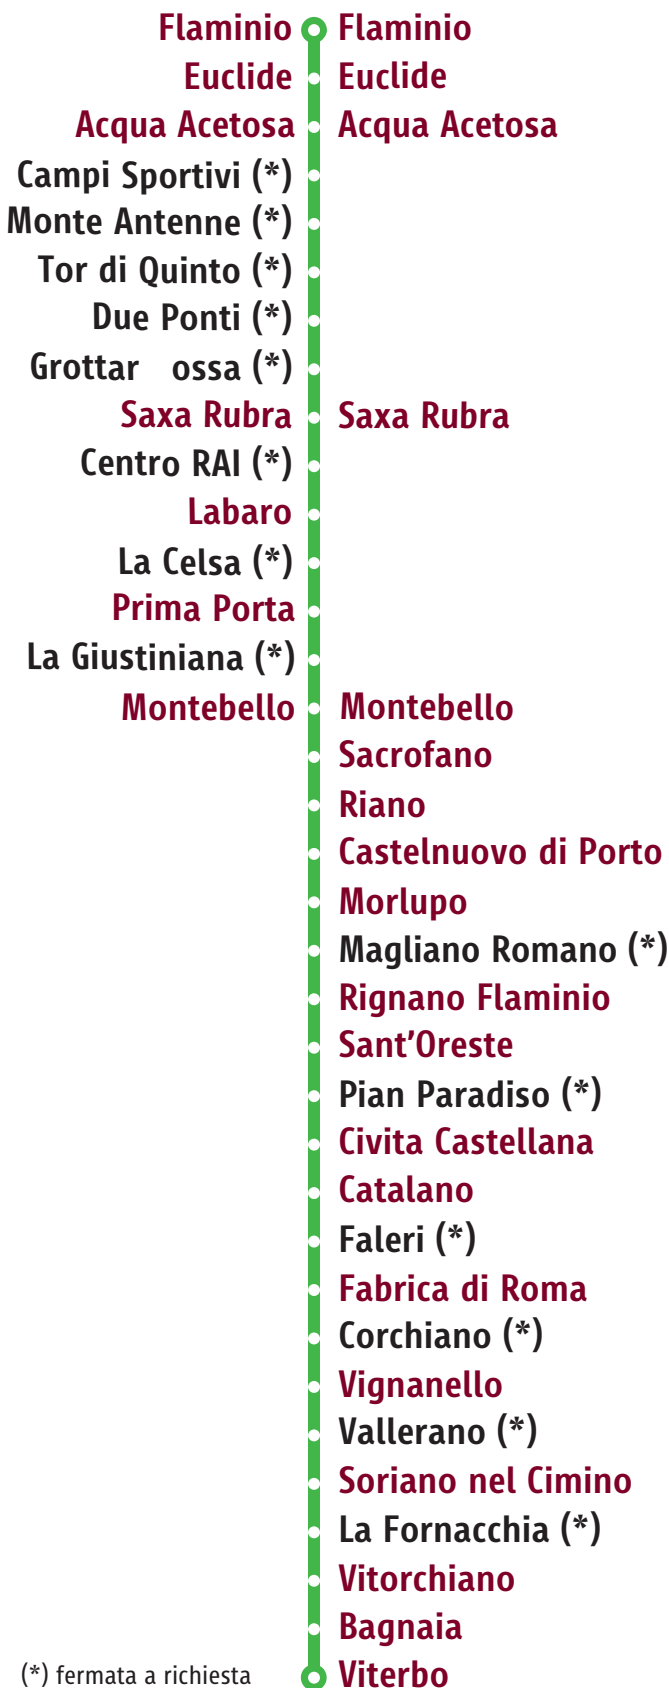 Flaminio Flaminio
Euclide Euclide
Acqua Acetosa Acqua Acetosa
Campi Sportivi (*)
Monte Antenne (*)
Tor di Quinto (*)
Due Ponti (*)
Grottar ossa (*)
Saxa Rubra Saxa Rubra
Centro RAI (*)
Labaro
La Celsa (*)
Prima Porta
La Giustiniana (*)
Montebello Montebello
Sacrofano
Riano
Castelnuovo di Porto
Morlupo
Magliano Romano (*)
Rignano Flaminio
Sant'Oreste
Pian Paradiso (*)
Civita Castellana
Catalano
Faleri (*)
Fabrica di Roma
Corchiano (*)
Vignanello
Vallerano (*)
Soriano nel Cimino
La Fornacchia (*)
Vitorchiano
Bagnaia
(*) fermata a richiesta Viterbo